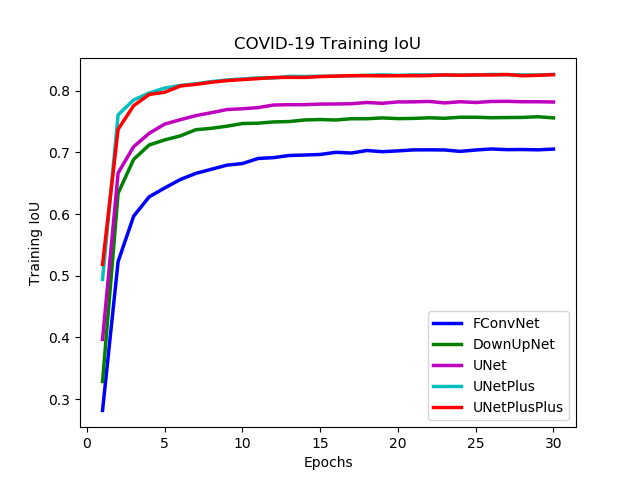 COVID-19 Training IoU
Training IoU
0.8
0.7
0.6
0.5
0.4
0.3
0 5 10 15 20 25 30
Epochs
FConvNet
DownUpNet
UNet
UNetPlus
UNetPlusPlus